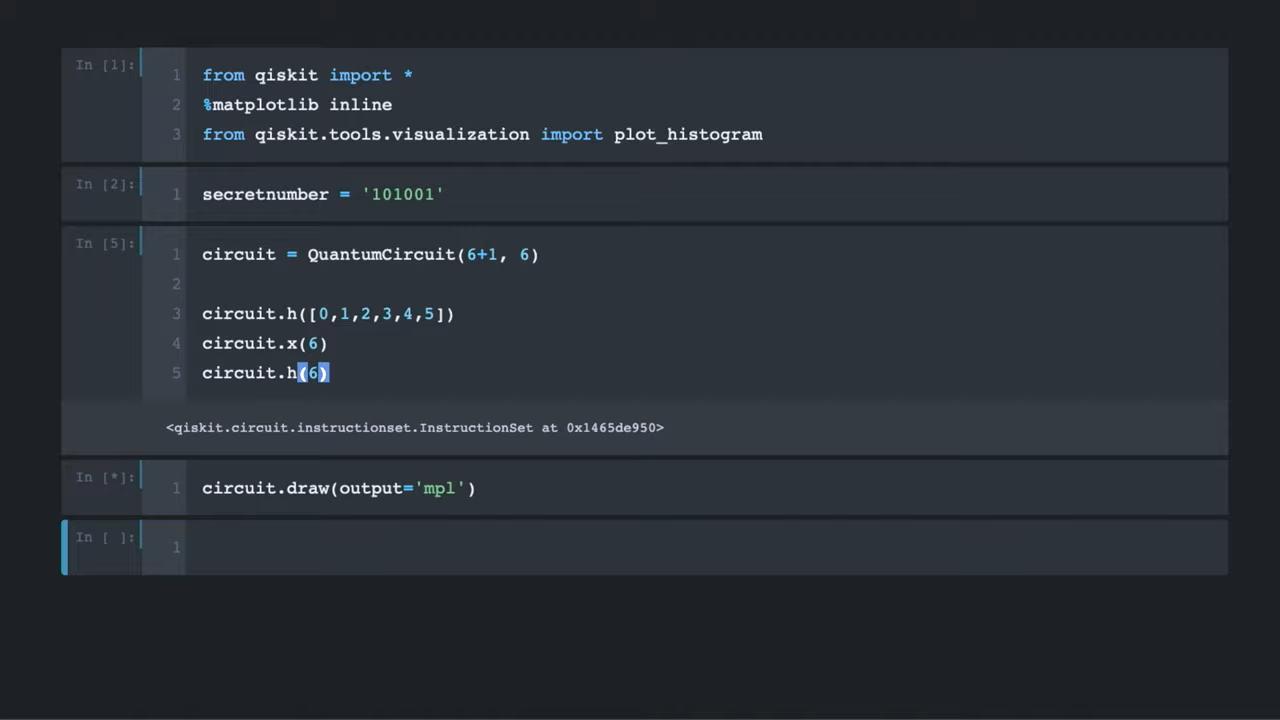 In [1]:
1 from qiskit import *
2 %matplotlib inline
3 from qiskit.tools.visualization import plot_histogram
In [2]:
1 secretnumber = '101001'
In [5]:
1 circuit = QuantumCircuit(6+1, 6)
2
3 circuit.h([0,1,2,3,4,5])
4 circuit.x(6)
5 circuit.h(6)
<qiskit.circuit.instructionset.InstructionSet at 0x1465de950>
In [*]:
1 circuit.draw(output='mpl')
In [ ]:
1